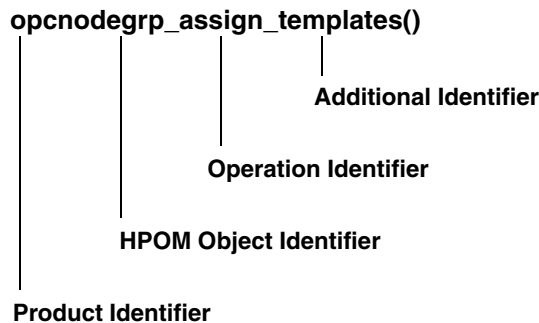 opcnodegrp_assign_templates()
Additional Identifier
Operation Identifier
HPOM Object Identifier
Product Identifier